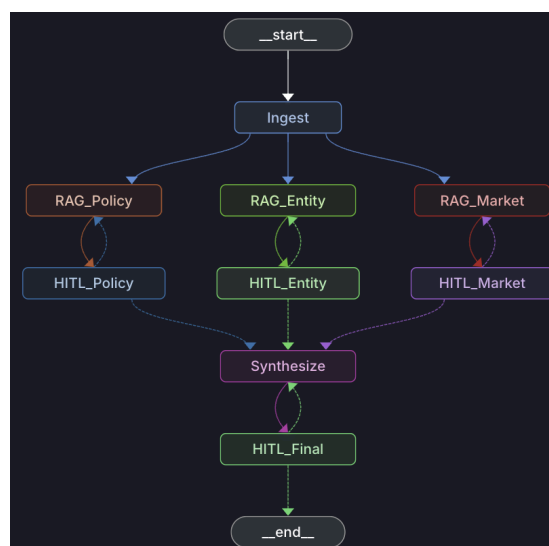 __start__
Ingest
RAG_Policy
RAG_Entity
RAG_Market
HITL_Policy
HITL_Entity
HITL_Market
Synthesize
HITL_Final
__end__